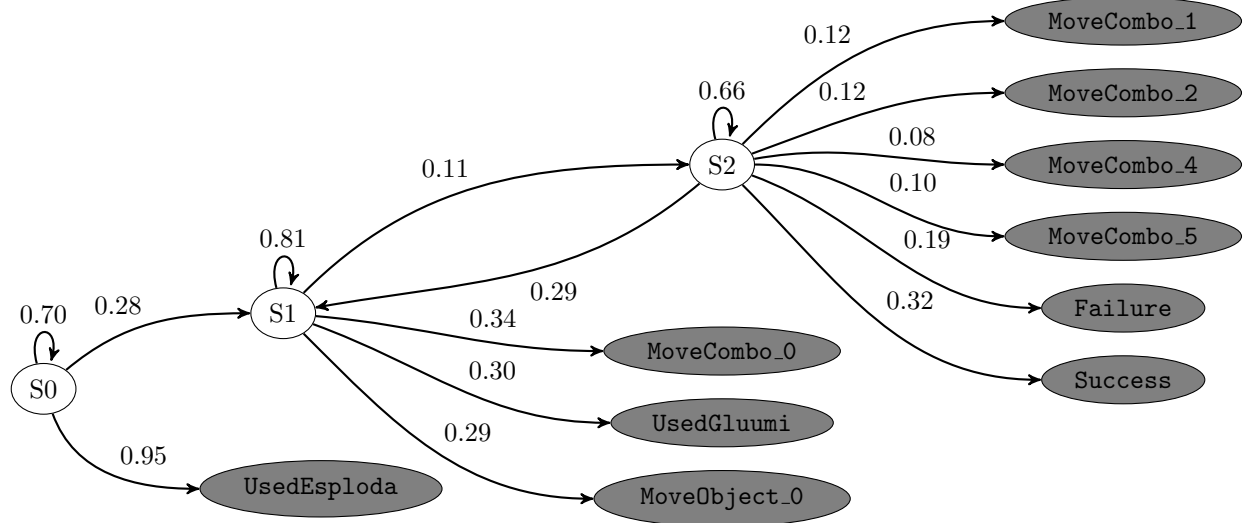 MoveCombo_1
0.12
0.66
0.12
MoveCombo_2
0.08
S2
MoveCombo_4
0.11
0.10
0.81
0.19
MoveCombo_5
0.29
0.32
0.70
0.28
S1
Failure
0.34
MoveCombo_0
0.30
Success
S0
UsedGluumi
0.29
0.95
UsedEsploda
MoveObject_0